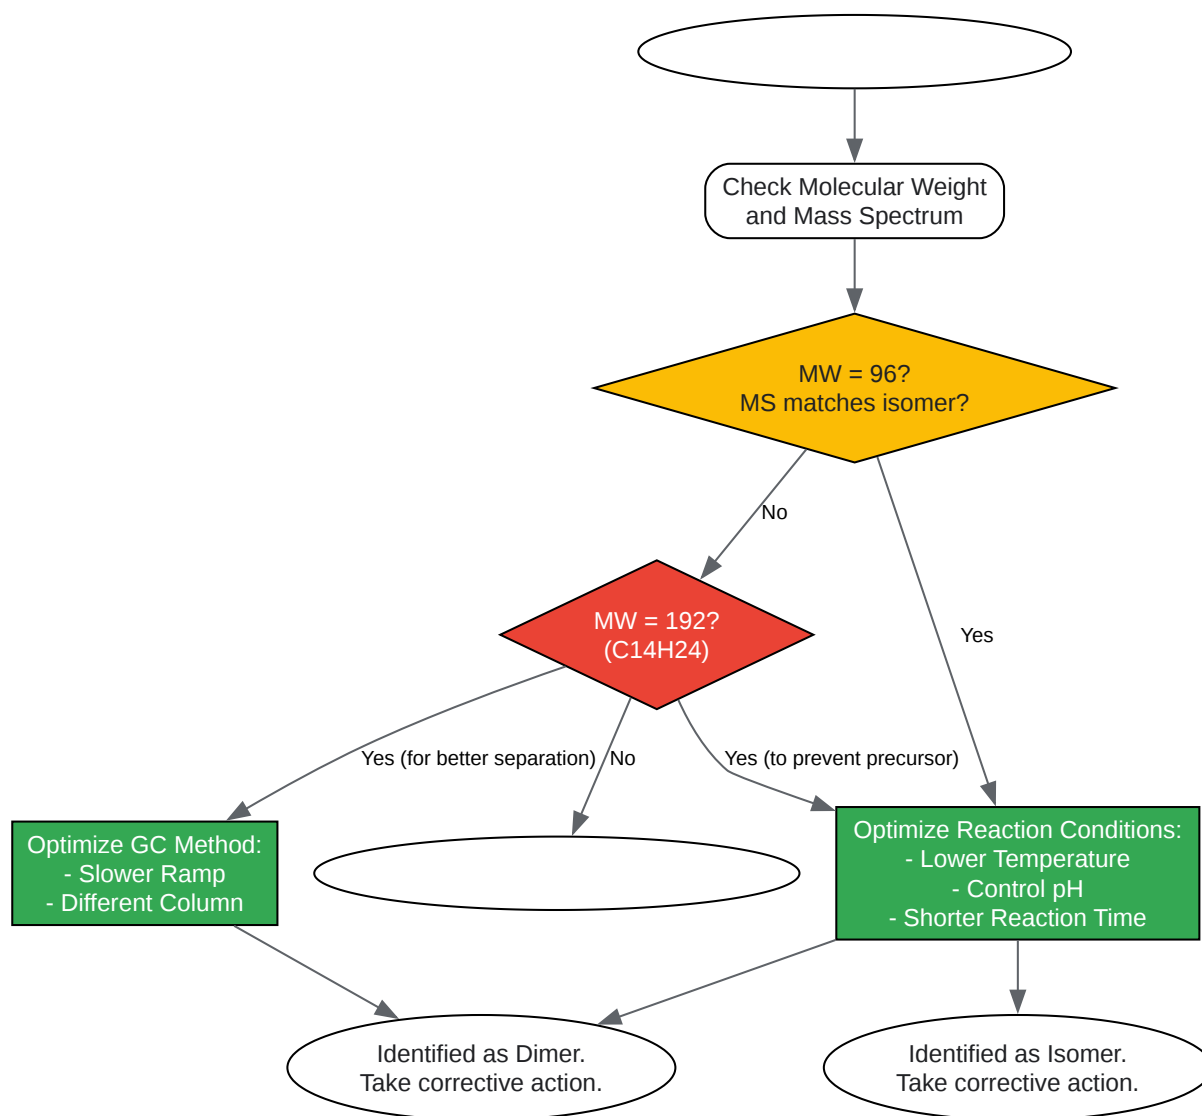 Check Molecular Weight
and Mass Spectrum
MW = 96?
MS matches isomer?
No
MW = 192?
(C14H24)
Yes
Yes (for better separation)
No
Yes (to prevent precursor)
Optimize GC Method:
- Slower Ramp
- Different Column
Optimize Reaction Conditions:
- Lower Temperature
- Control pH
- Shorter Reaction Time
Identified as Dimer.
Take corrective action.
Identified as Isomer.
Take corrective action.